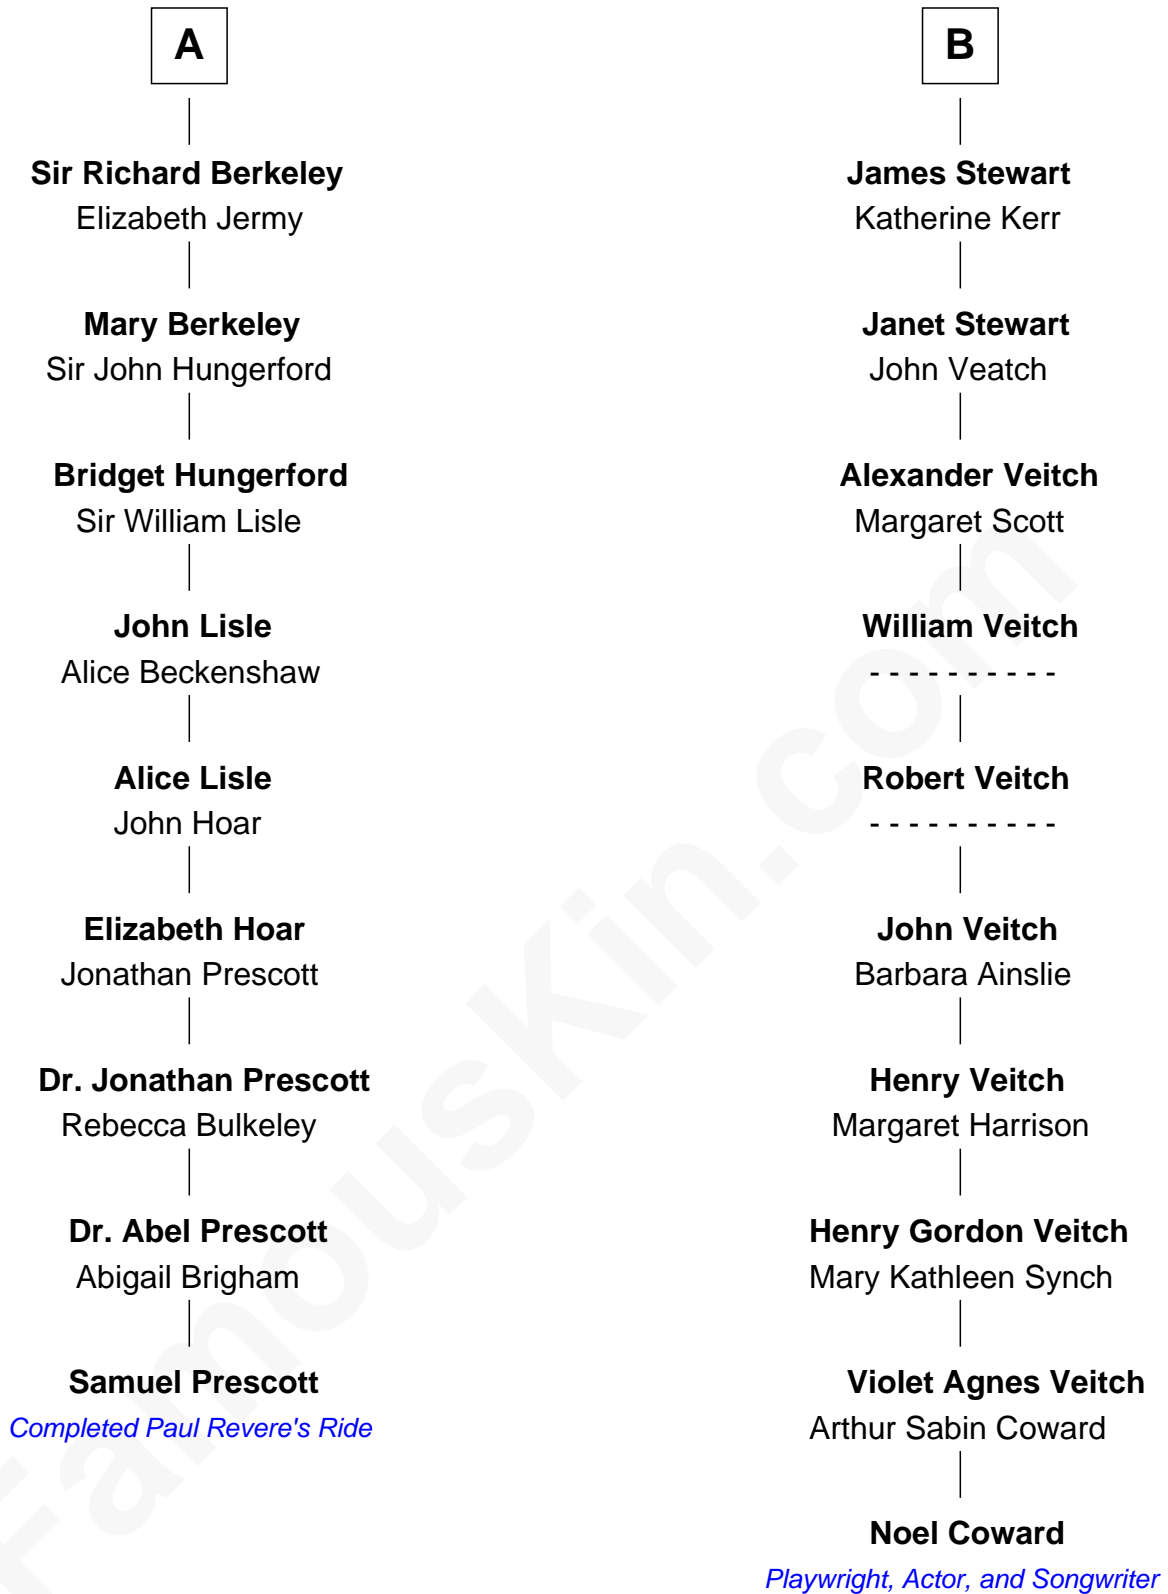 A
Sir Richard Berkeley
Elizabeth Jermy
Mary Berkeley
Sir John Hungerford
Bridget Hungerford
Sir William Lisle
John Lisle
Alice Beckenshaw
Alice Lisle
John Hoar
Elizabeth Hoar
Jonathan Prescott
Dr. Jonathan Prescott
Rebecca Bulkeley
Dr. Abel Prescott
Abigail Brigham
Samuel Prescott
Completed Paul Revere's Ride
B
James Stewart
Katherine Kerr
Janet Stewart
John Veatch
Alexander Veitch
Margaret Scott
William Veitch
- - - - - - - - - -
Robert Veitch
- - - - - - - - - -
John Veitch
Barbara Ainslie
Henry Veitch
Margaret Harrison
Henry Gordon Veitch
Mary Kathleen Synch
Violet Agnes Veitch
Arthur Sabin Coward
Noel Coward
Playwright, Actor, and Songwriter
FamousKin.com